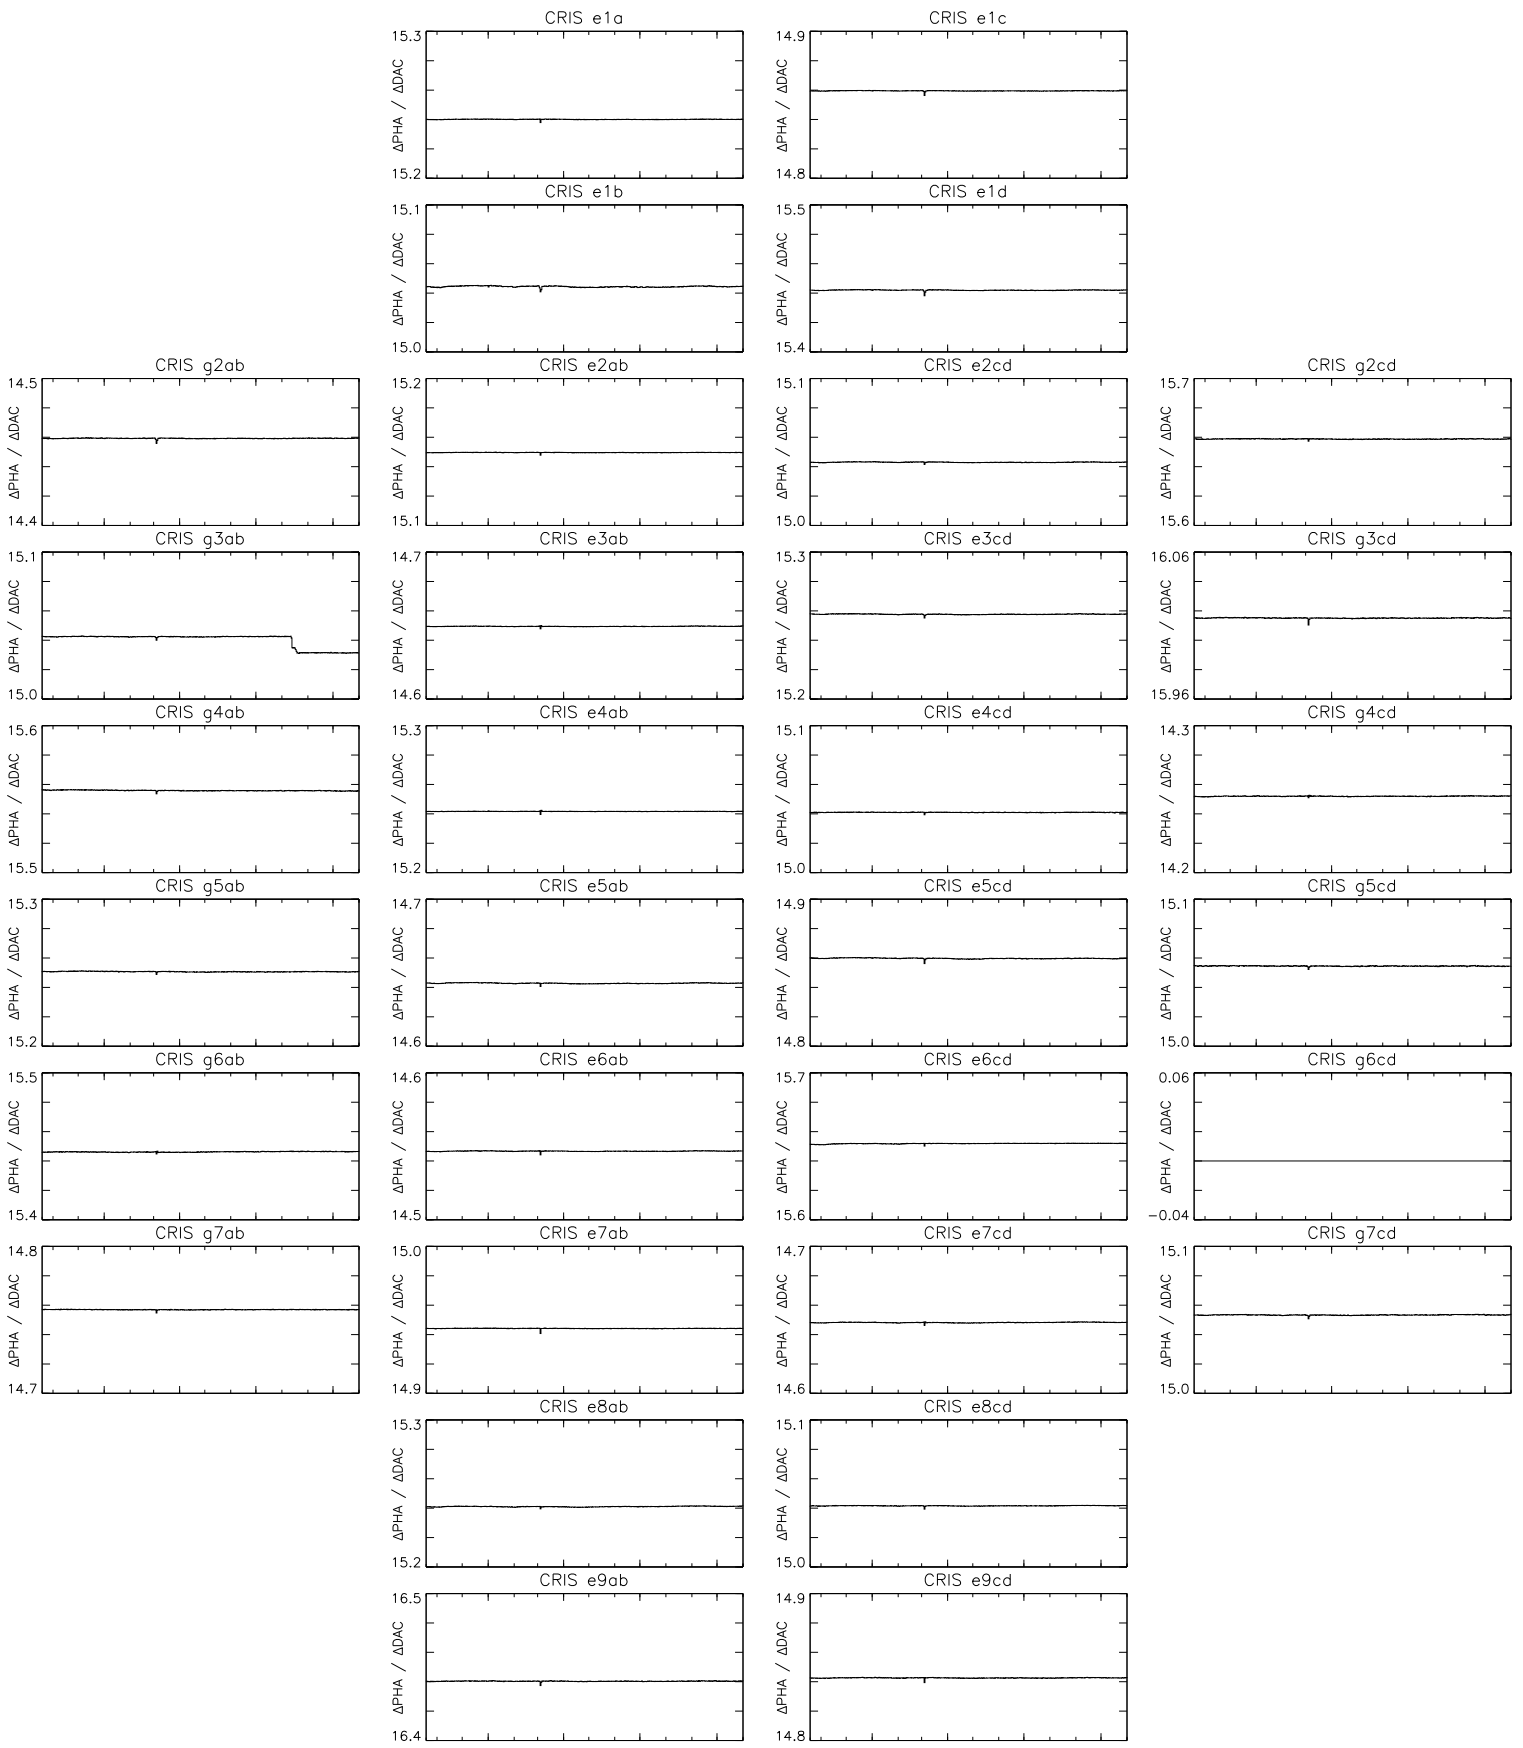 CRIS e1a CRIS e1c
15.3 14.9
ΔPHA / ΔDAC ΔPHA / ΔDAC
15.2 14.8
CRIS e1b CRIS e1d
15.1 15.5
ΔPHA / ΔDAC ΔPHA / ΔDAC
15.0 15.4
CRIS g2ab CRIS e2ab CRIS e2cd CRIS g2cd
14.5 15.2 15.1 15.7
ΔPHA / ΔDAC ΔPHA / ΔDAC ΔPHA / ΔDAC ΔPHA / ΔDAC
14.4 15.1 15.0 15.6
CRIS g3ab CRIS e3ab CRIS e3cd CRIS g3cd
15.1 14.7 15.3 16.06
ΔPHA / ΔDAC ΔPHA / ΔDAC ΔPHA / ΔDAC ΔPHA / ΔDAC
15.0 14.6 15.2 15.96
CRIS g4ab CRIS e4ab CRIS e4cd CRIS g4cd
15.6 15.3 15.1 14.3
ΔPHA / ΔDAC ΔPHA / ΔDAC ΔPHA / ΔDAC ΔPHA / ΔDAC
15.5 15.2 15.0 14.2
CRIS g5ab CRIS e5ab CRIS e5cd CRIS g5cd
15.3 14.7 14.9 15.1
ΔPHA / ΔDAC ΔPHA / ΔDAC ΔPHA / ΔDAC ΔPHA / ΔDAC
15.2 14.6 14.8 15.0
CRIS g6ab CRIS e6ab CRIS e6cd CRIS g6cd
15.5 14.6 15.7 0.06
ΔPHA / ΔDAC ΔPHA / ΔDAC ΔPHA / ΔDAC ΔPHA / ΔDAC
15.4 14.5 15.6 −0.04
CRIS g7ab CRIS e7ab CRIS e7cd CRIS g7cd
14.8 15.0 14.7 15.1
ΔPHA / ΔDAC ΔPHA / ΔDAC ΔPHA / ΔDAC ΔPHA / ΔDAC
14.7 14.9 14.6 15.0
CRIS e8ab CRIS e8cd
15.3 15.1
ΔPHA / ΔDAC ΔPHA / ΔDAC
15.2 15.0
CRIS e9ab CRIS e9cd
16.5 14.9
ΔPHA / ΔDAC ΔPHA / ΔDAC
16.4 14.8